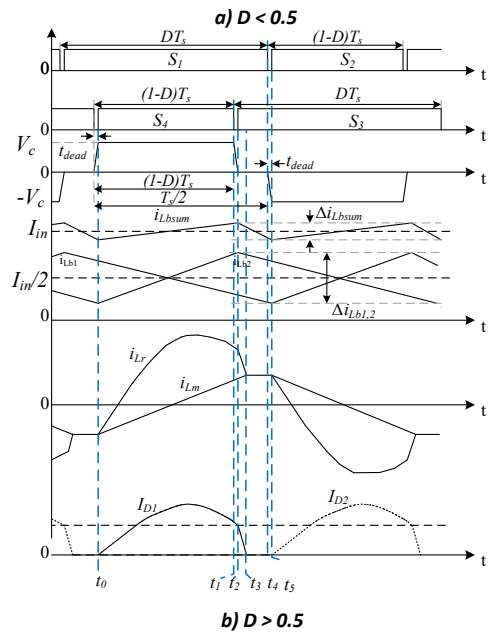 a) D < 0.5
DTs (1-D)Ts
S1 S2
0 t
(1-D)Ts DTs
S4 S3
0 t
Vc tdead tdead
0 t
-Vc (1-D)Ts
Ts/2
iLbsum ΔiLbsum
Iin
iLb1 iLb2
Iin/2
ΔiLb1,2
0 t
iLr
iLm
0 t
ID1 ID2
0 t
t0 t1 t2 t3 t4 t5
b) D > 0.5